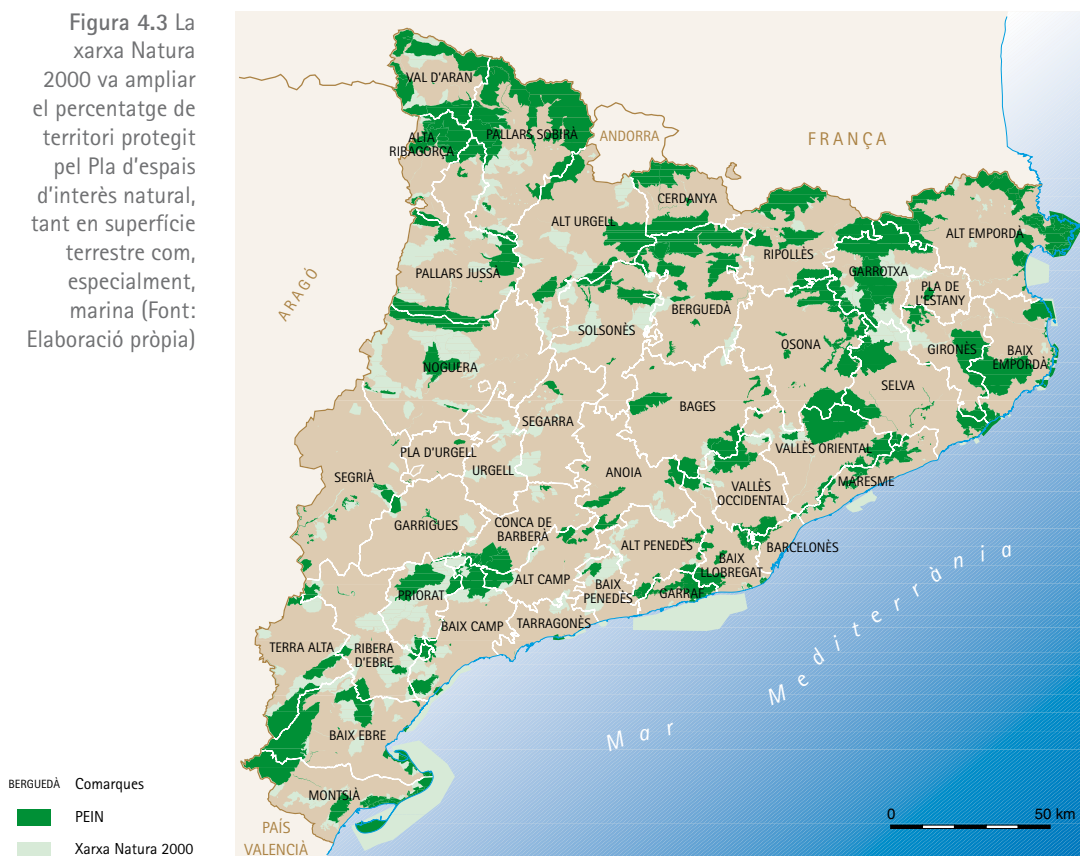 Figura 4.3 La
xarxa Natura
2000 va ampliar
el percentatge de
territori protegit
pel Pla d'espais
d'interès natural,
tant en superfície
terrestre com,
especialment,
marina (Font:
Elaboració pròpia)
VAL D'ARAN
ALTA
RIBAGORÇA
PALLARS SOBIRÀ
ANDORRA
FRANÇA
CERDANYA
ALT URGELL
ALT EMPORDÀ
RIPOLLÈS
GARROTXA
PALLARS JUSSÀ
ARAGÓ
PLA DE
L'ESTANY
BERGUEDÀ
SOLSONÈS
OSONA
GIRONÈS
BAIX
EMPORDÀ
NOGUERA
SELVA
BAGES
SEGARRA
VALLÈS ORIENTAL
PLA D'URGELL
URGELL
ANOIA
SEGRIÀ
VALLÈS
OCCIDENTAL
MARESME
GARRIGUES
CONCA DE
BARBERÀ
ALT PENEDÈS
BARCELONÈS
BAIX
LLOBREGAT
ALT CAMP
BAIX
PENEDÈS
GARRAF
PRIORAT
BAIX CAMP
TARRAGONÈS
TERRA ALTA
RIBERA
D'EBRE
Mar Mediterrània
BÀIX EBRE
MONTSIÀ
PAÍS
VALENCIÀ
BERGUEDÀ Comarques
PEIN
Xarxa Natura 2000
0 50 km